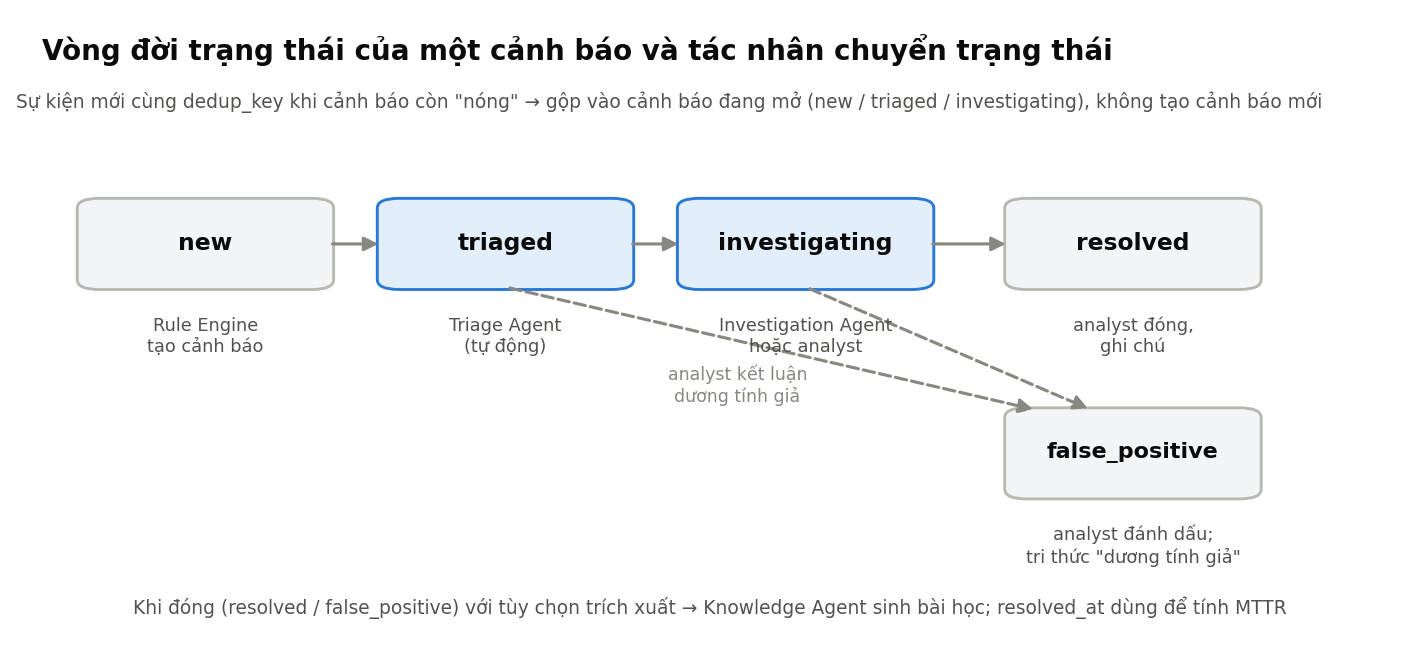 Vòng đời trạng thái của một cảnh báo và tác nhân chuyển trạng thái
Sự kiện mới cùng dedup_key khi cảnh báo còn "nóng" → gộp vào cảnh báo đang mở (new / triaged / investigating), không tạo cảnh báo mới
new
triaged
investigating
resolved
Rule Engine
tạo cảnh báo
Triage Agent
(tự động)
Investigation Agent
hoặc analyst
analyst đóng,
ghi chú
analyst kết luận
dương tính giả
false_positive
analyst đánh dấu;
tri thức "dương tính giả"
Khi đóng (resolved / false_positive) với tùy chọn trích xuất → Knowledge Agent sinh bài học; resolved_at dùng để tính MTTR